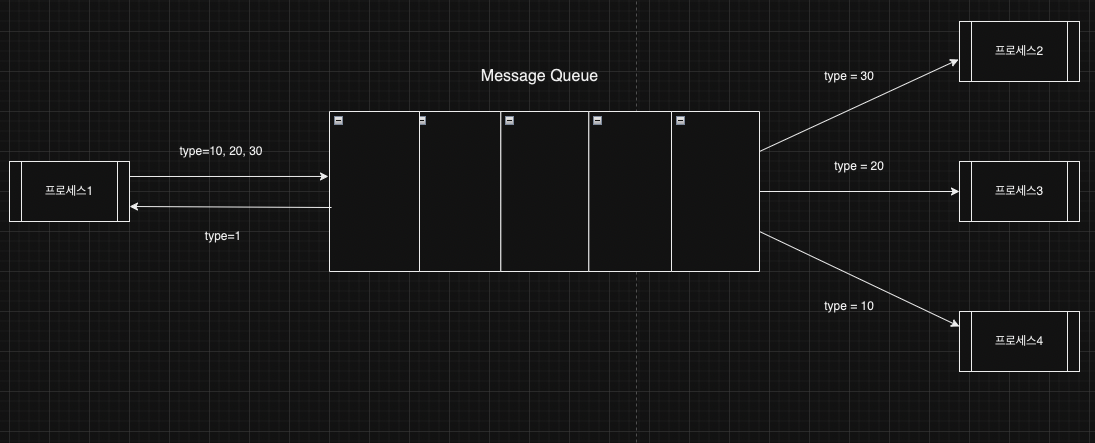 Message Queue
프로세스1
type=10, 20, 30
type=1
type = 30
프로세스2
type = 20
프로세스3
type = 10
프로세스4